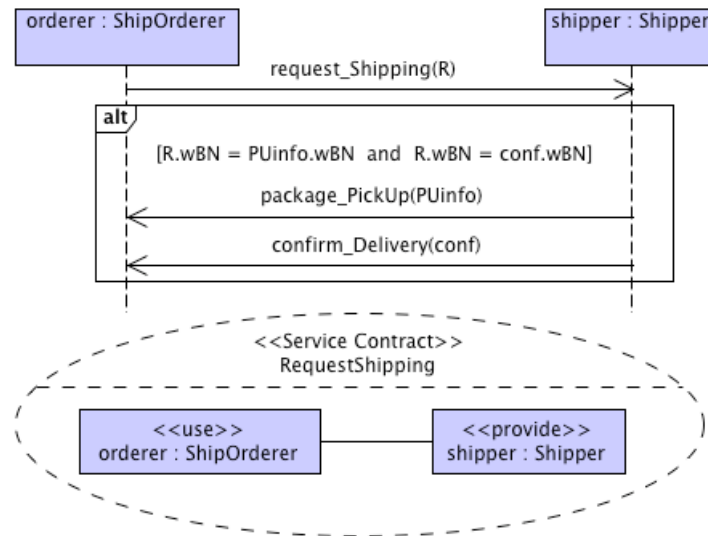 orderer : ShipOrderer
shipper : Shipper
request_Shipping(R)
alt
[R.wBN = PUinfo.wBN and R.wBN = conf.wBN]
package_PickUp(PUinfo)
confirm_Delivery(conf)
<<Service Contract>>
RequestShipping
<<use>>
orderer : ShipOrderer
<<provide>>
shipper : Shipper